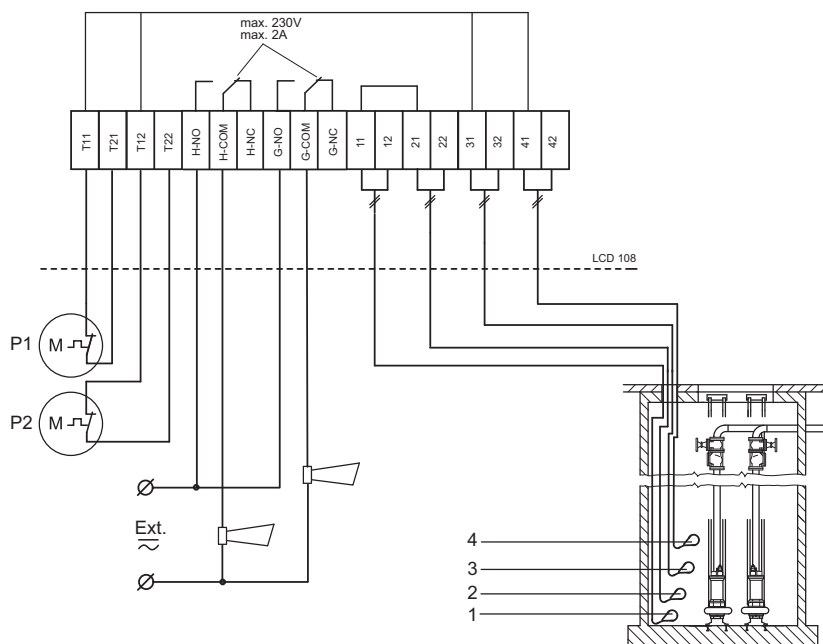 max. 230V
max. 2A
T11
T21
T12
T22
H-NO
H-COM
H-NC
G-NO
G-COM
G-NC
11
12
21
22
31
32
41
42
LCD 108
P1
M
P2
M
Ext.
4
3
2
1